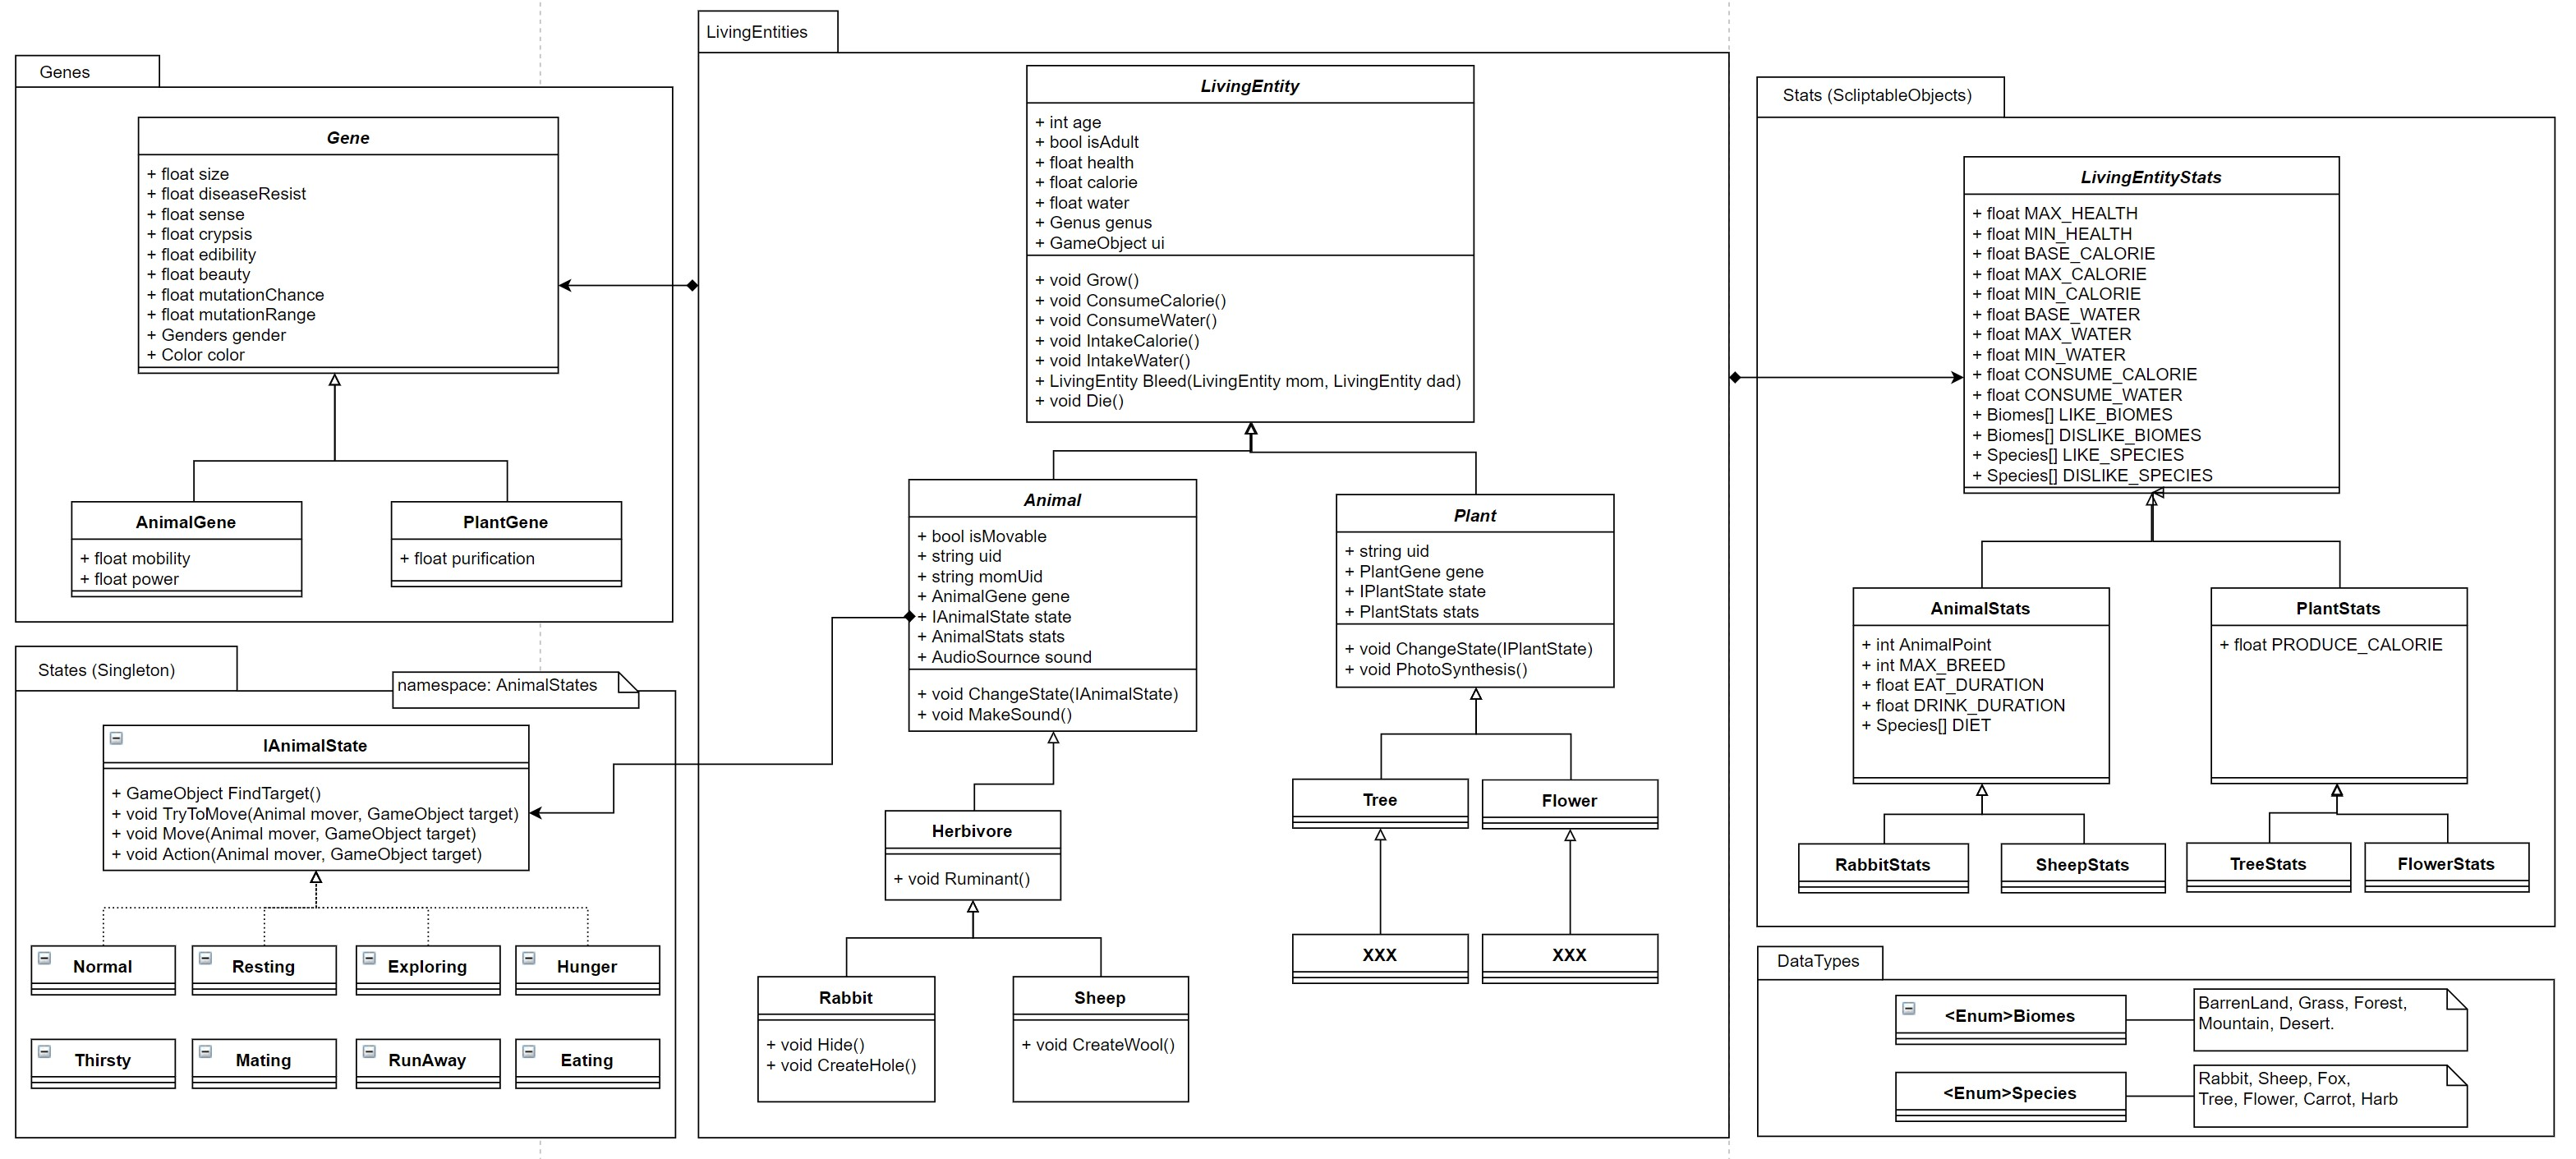 Genes
Gene
+ float size
+ float diseaseResist
+ float sense
+ float crypsis
+ float edibility
+ float beauty
+ float mutationChance
+ float mutationRange
+ Genders gender
+ Color color
AnimalGene
+ float mobility
+ float power
PlantGene
+ float purification
States (Singleton)
namespace: AnimalStates
IAnimalState
+ GameObject FindTarget()
+ void TryToMove(Animal mover, GameObject target)
+ void Move(Animal mover, GameObject target)
+ void Action(Animal mover, GameObject target)
Normal
Resting
Exploring
Hunger
Thirsty
Mating
RunAway
Eating
LivingEntities
LivingEntity
+ int age
+ bool isAdult
+ float health
+ float calorie
+ float water
+ Genus genus
+ GameObject ui
+ void Grow()
+ void ConsumeCalorie()
+ void ConsumeWater()
+ void IntakeCalorie()
+ void IntakeWater()
+ LivingEntity Bleed(LivingEntity mom, LivingEntity dad)
+ void Die()
Animal
+ bool isMovable
+ string uid
+ string momUid
+ AnimalGene gene
+ IAnimalState state
+ AnimalStats stats
+ AudioSournce sound
+ void ChangeState(IAnimalState)
+ void MakeSound()
Plant
+ string uid
+ PlantGene gene
+ IPlantState state
+ PlantStats stats
+ void ChangeState(IPlantState)
+ void PhotoSynthesis()
Herbivore
+ void Ruminant()
Tree
Flower
XXX
XXX
Rabbit
+ void Hide()
+ void CreateHole()
Sheep
+ void CreateWool()
Stats (ScliptableObjects)
LivingEntityStats
+ float MAX_HEALTH
+ float MIN_HEALTH
+ float BASE_CALORIE
+ float MAX_CALORIE
+ float MIN_CALORIE
+ float BASE_WATER
+ float MAX_WATER
+ float MIN_WATER
+ float CONSUME_CALORIE
+ float CONSUME_WATER
+ Biomes[] LIKE_BIOMES
+ Biomes[] DISLIKE_BIOMES
+ Species[] LIKE_SPECIES
+ Species[] DISLIKE_SPECIES
AnimalStats
+ int AnimalPoint
+ int MAX_BREED
+ float EAT_DURATION
+ float DRINK_DURATION
+ Species[] DIET
PlantStats
+ float PRODUCE_CALORIE
RabbitStats
SheepStats
TreeStats
FlowerStats
DataTypes
<Enum>Biomes
BarrenLand, Grass, Forest,
Mountain, Desert.
<Enum>Species
Rabbit, Sheep, Fox,
Tree, Flower, Carrot, Harb